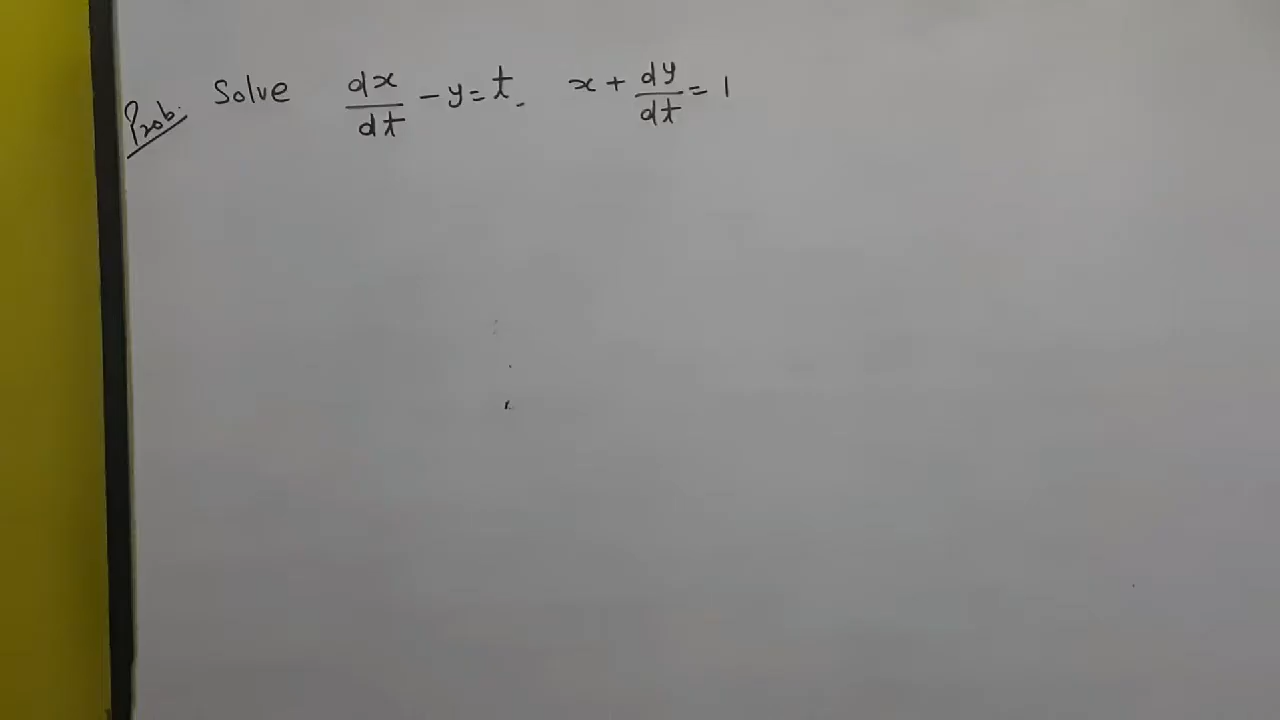 Prob. Solve dx/dt - y = t. x + dy/dt = 1